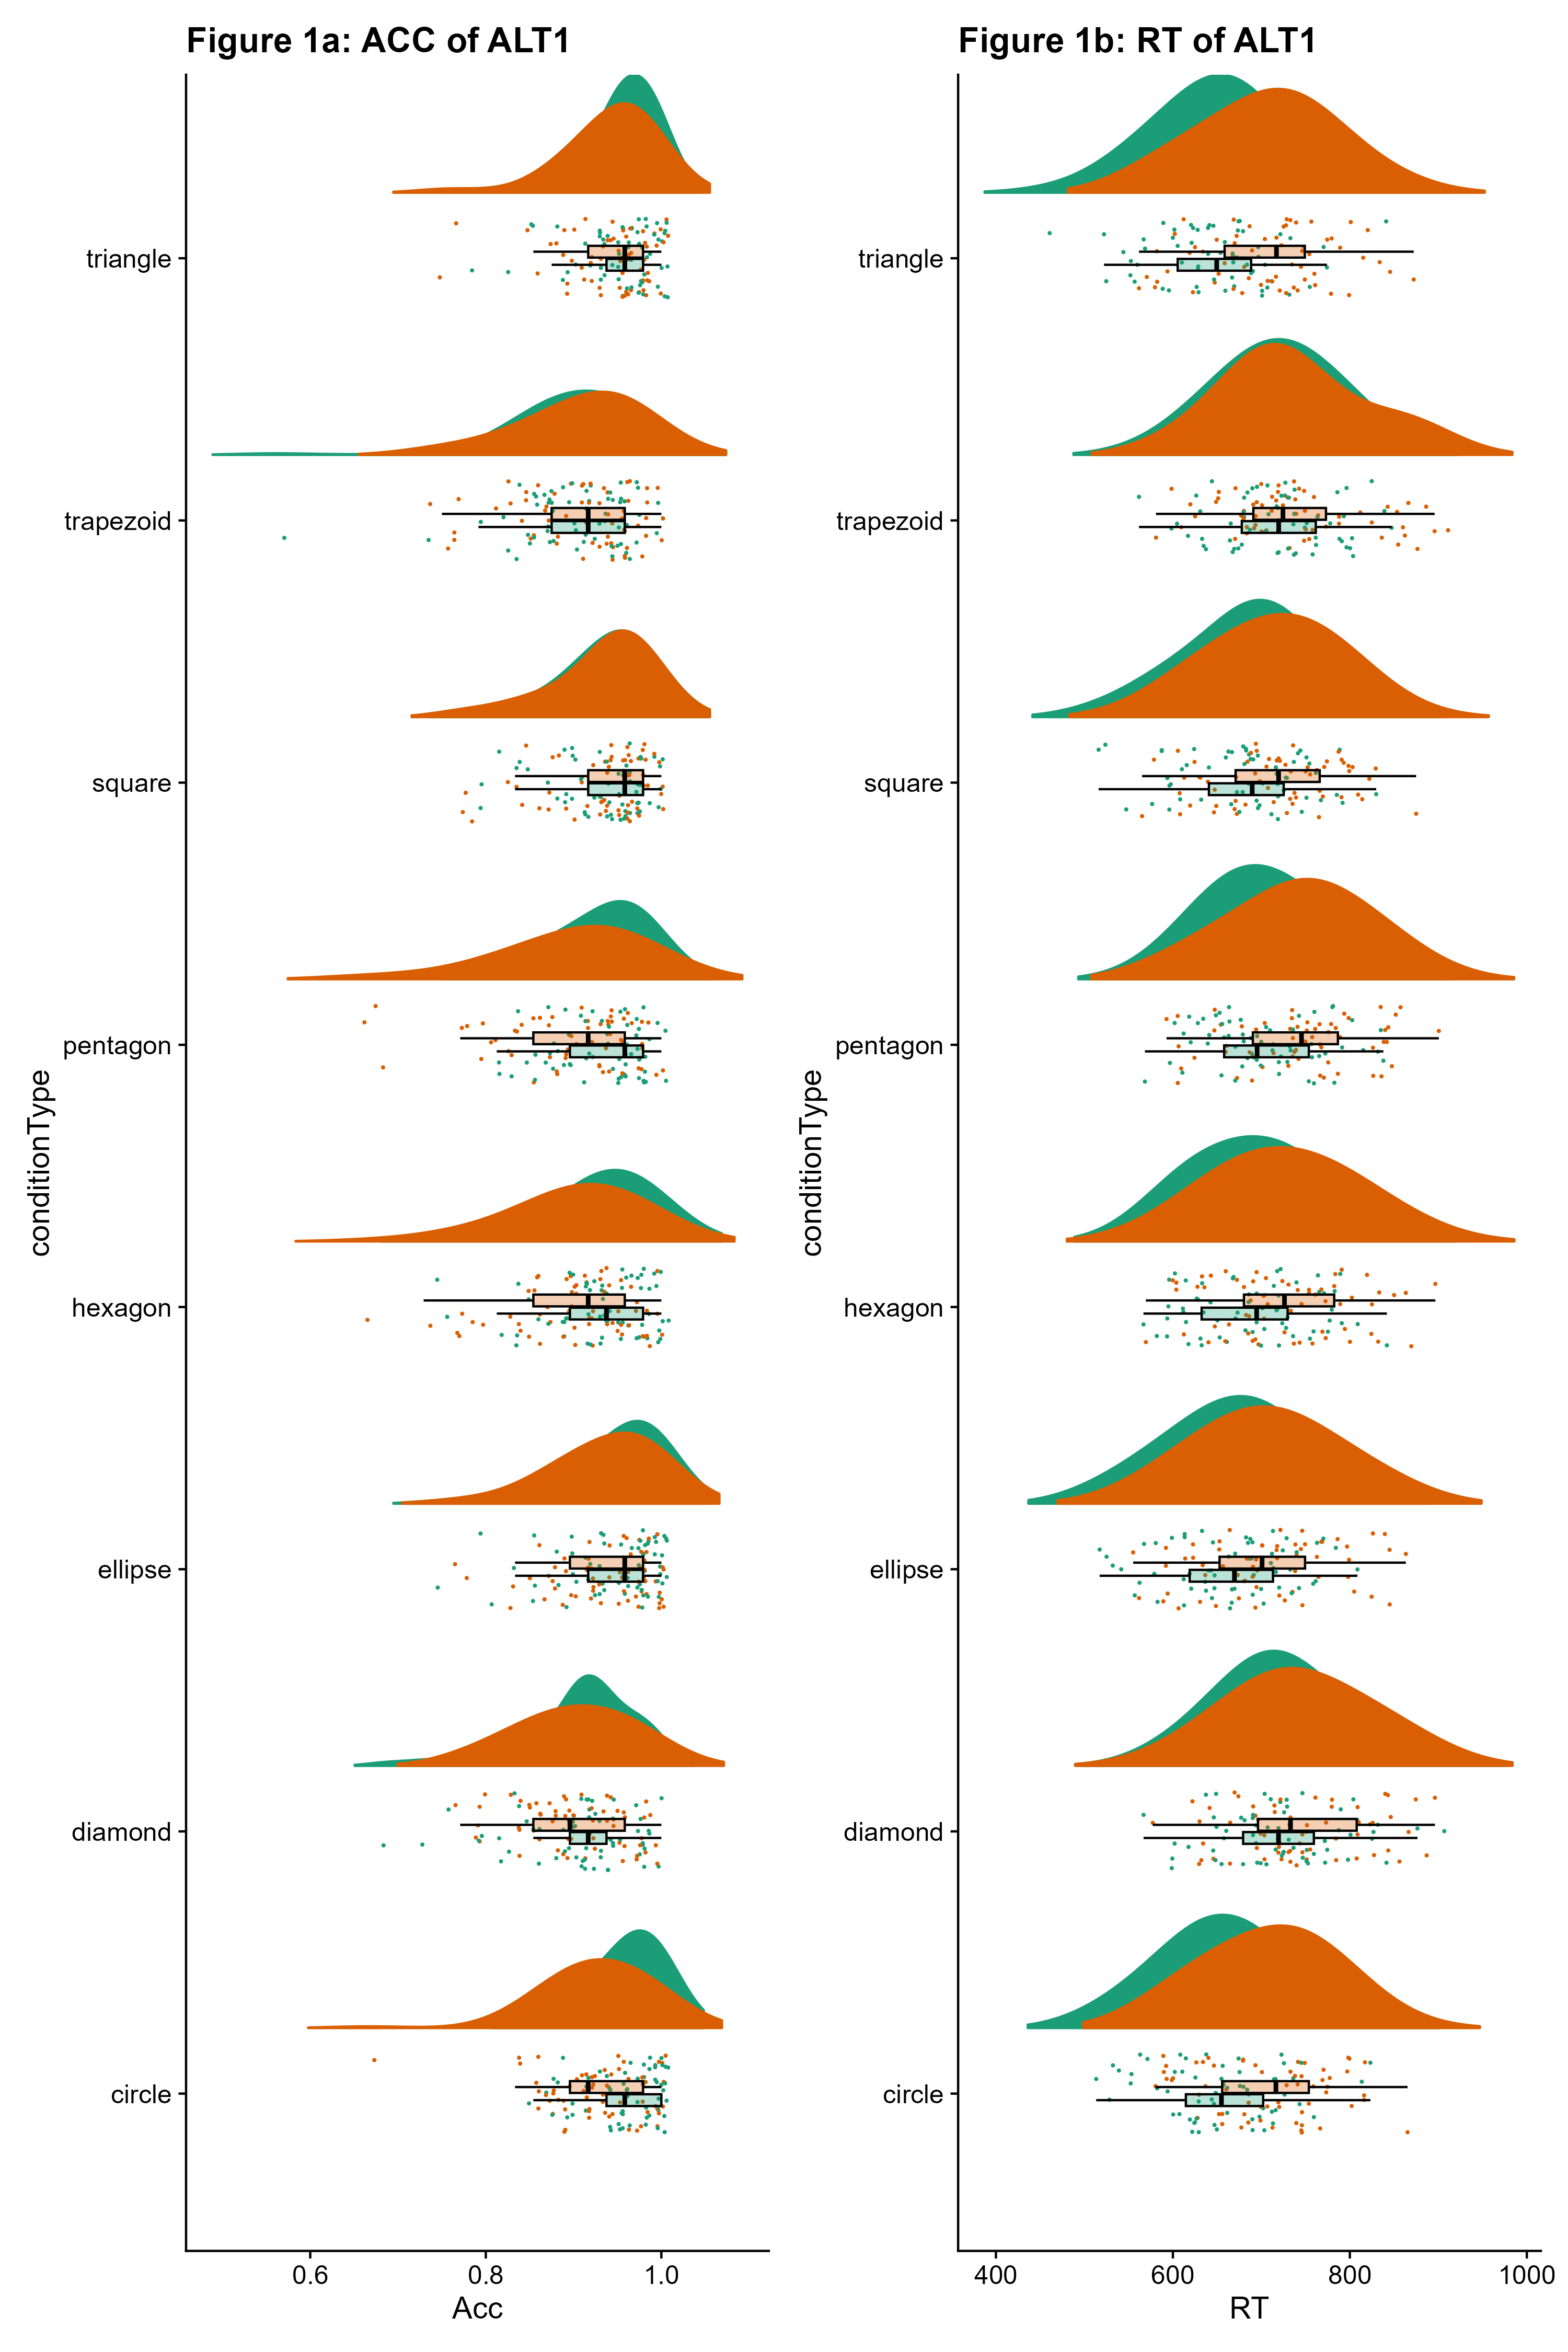 Figure 1a: ACC of ALT1
conditionType
triangle
trapezoid
square
pentagon
hexagon
ellipse
diamond
circle
0.6 0.8 1.0
Acc
Figure 1b: RT of ALT1
conditionType
triangle
trapezoid
square
pentagon
hexagon
ellipse
diamond
circle
400 600 800 1000
RT